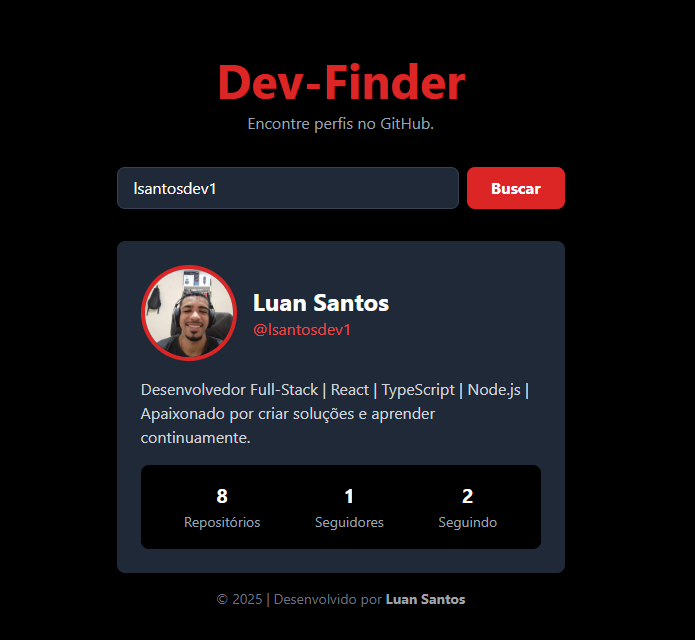 Dev-Finder
Encontre perfis no GitHub.
lsantosdev1
Buscar
Luan Santos
@lsantosdev1
Desenvolvedor Full-Stack | React | TypeScript | Node.js |
Apaixonado por criar soluções e aprender
continuamente.
8
1
2
Repositórios
Seguidores
Seguindo
© 2025 | Desenvolvido por Luan Santos